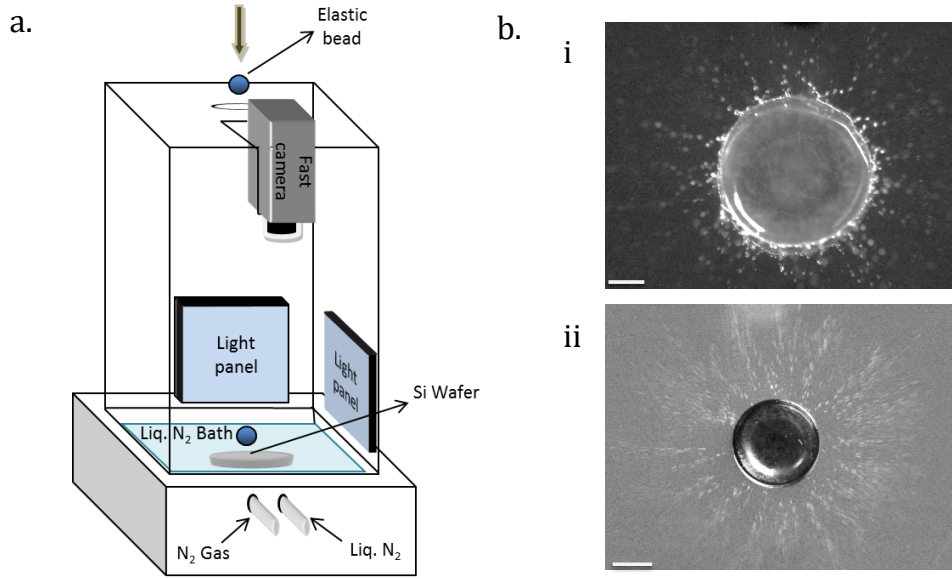 a.
Elastic
bead
Fast
camera
Light
panel
Light
panel
Si Wafer
Liq. N₂ Bath
N₂ Gas
Liq. N₂
b.
i
ii